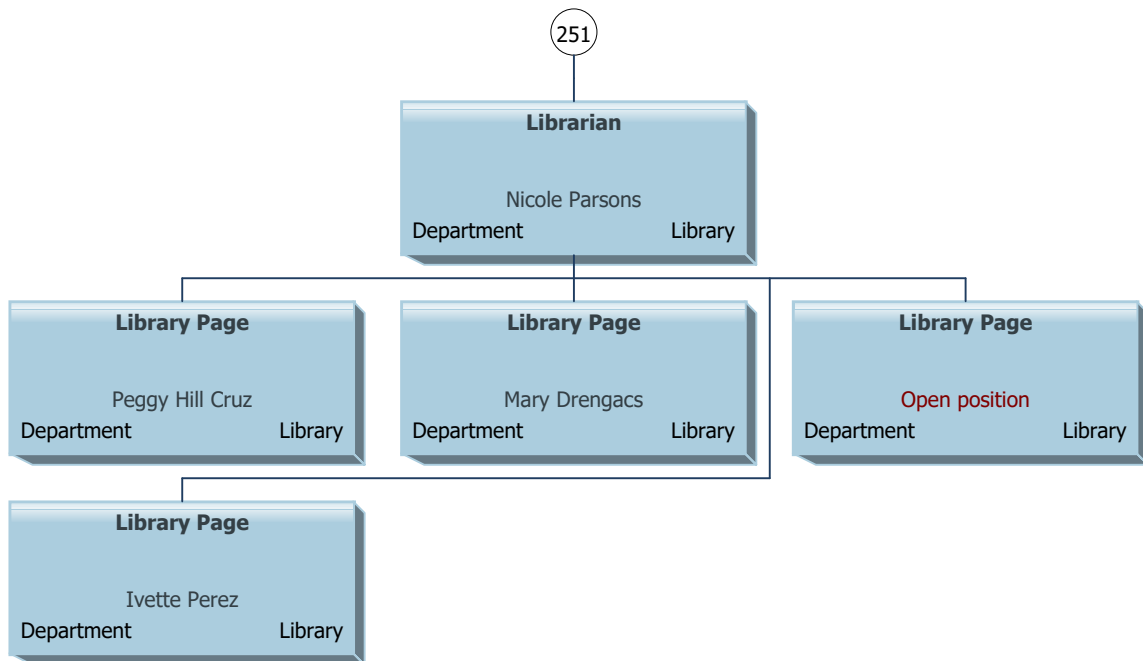 251
Librarian
Nicole Parsons
Department Library
Library Page
Peggy Hill Cruz
Department Library
Library Page
Mary Drengacs
Department Library
Library Page
Open position
Department Library
Library Page
Ivette Perez
Department Library